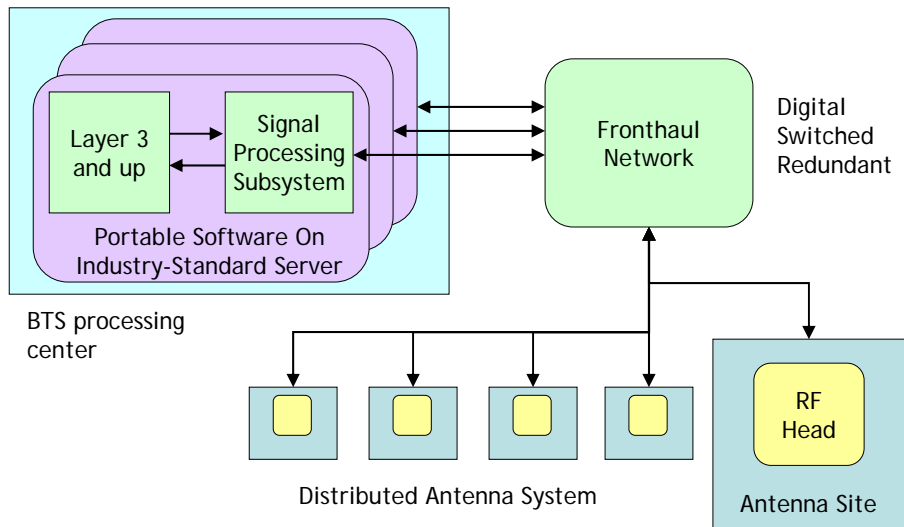 Layer 3
and up
Signal
Processing
Subsystem
Portable Software On
Industry-Standard Server
BTS processing
center
Fronthaul
Network
Digital
Switched
Redundant
RF
Head
Distributed Antenna System
Antenna Site